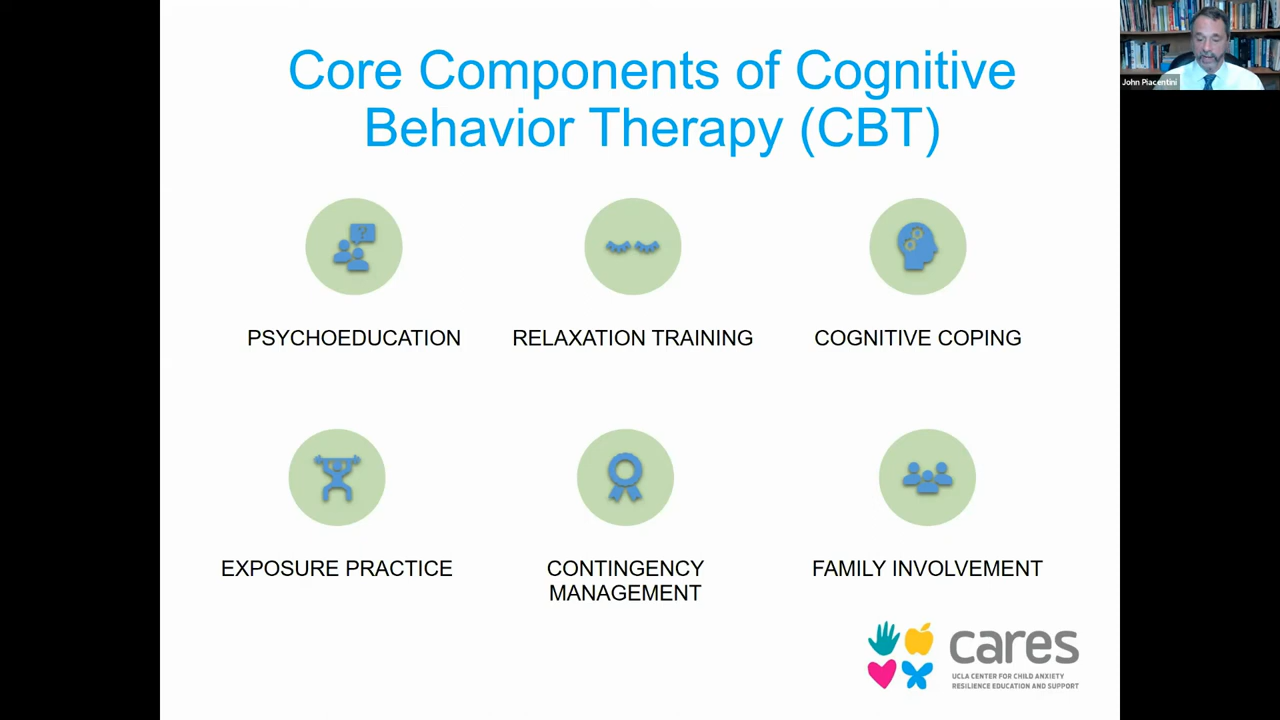 Core Components of Cognitive
Behavior Therapy (CBT)
John Piacentini
?
PSYCHOEDUCATION
RELAXATION TRAINING
COGNITIVE COPING
EXPOSURE PRACTICE
CONTINGENCY
MANAGEMENT
FAMILY INVOLVEMENT
cares
UCLA CENTER FOR CHILD ANXIETY
RESILIENCE EDUCATION AND SUPPORT